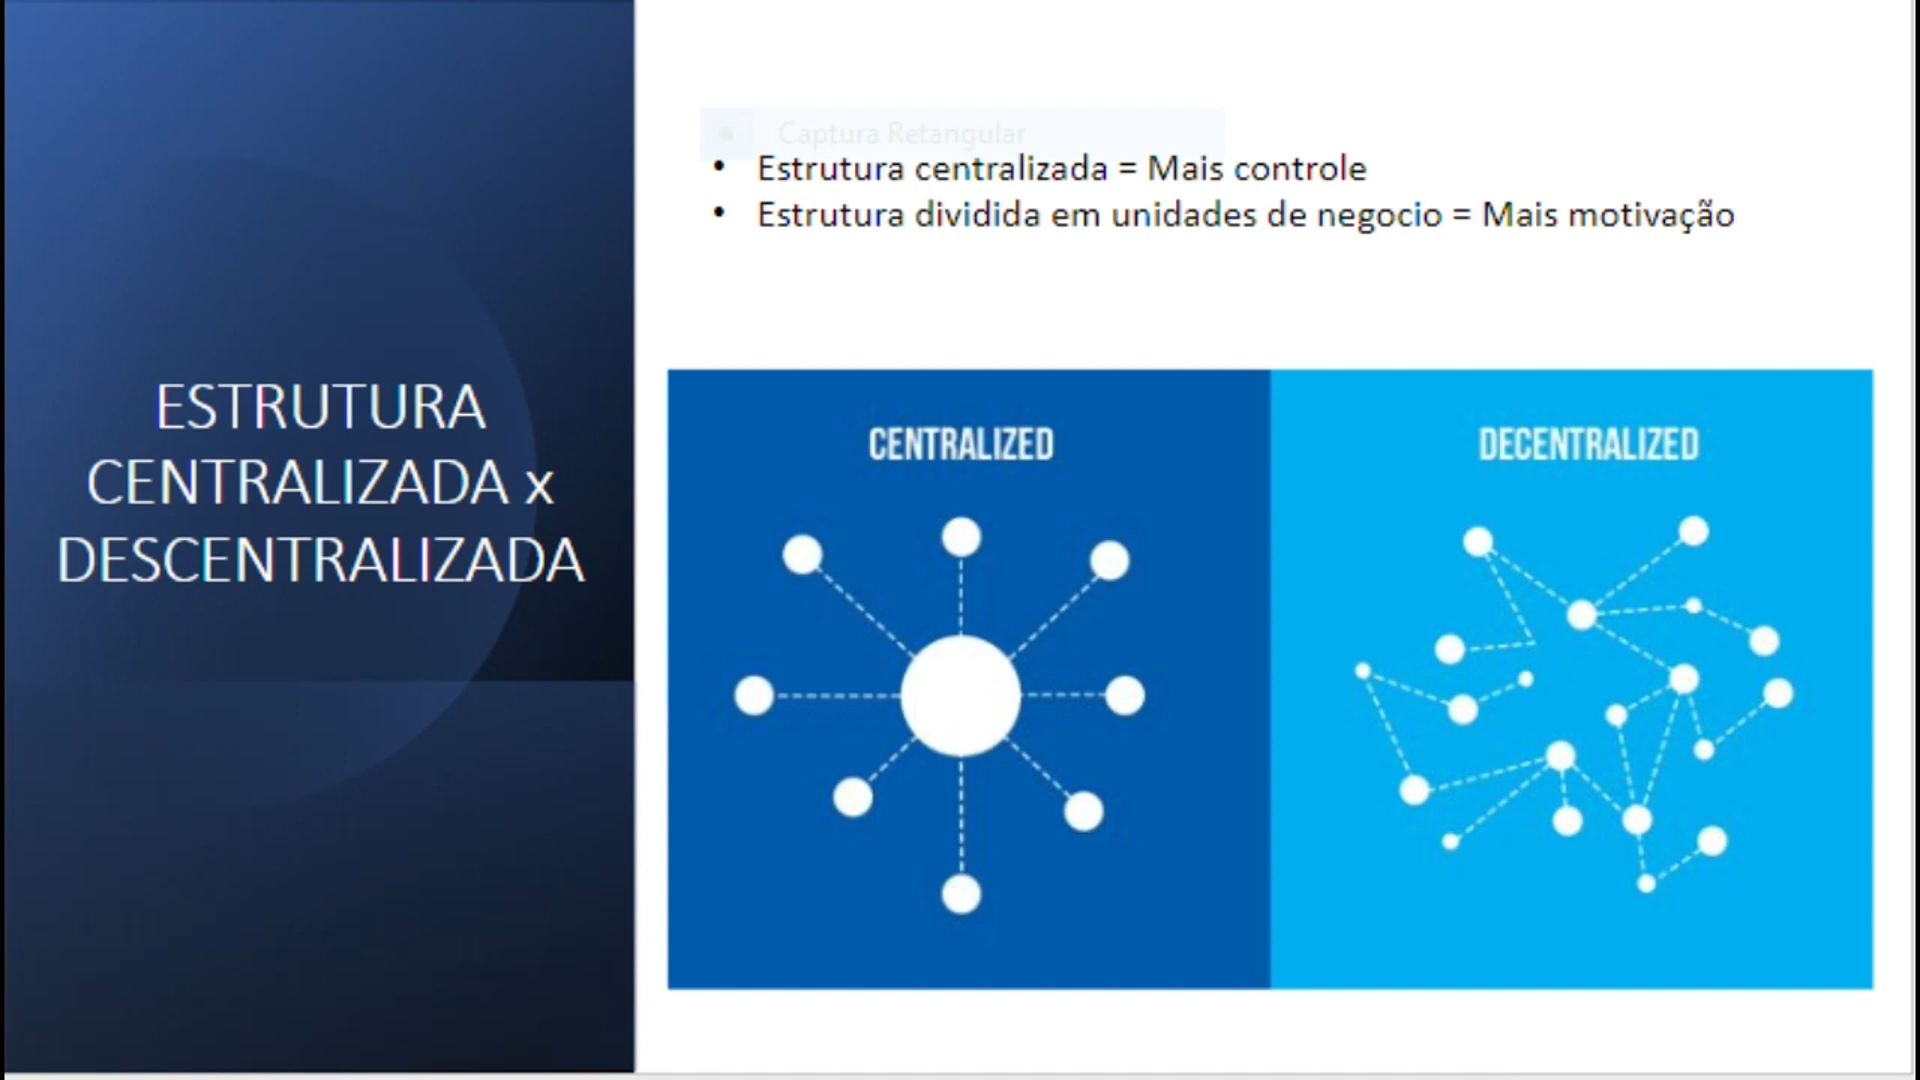 Captura Retangular
• Estrutura centralizada = Mais controle
• Estrutura dividida em unidades de negocio = Mais motivação
ESTRUTURA
CENTRALIZADA x
DESCENTRALIZADA
CENTRALIZED
DECENTRALIZED